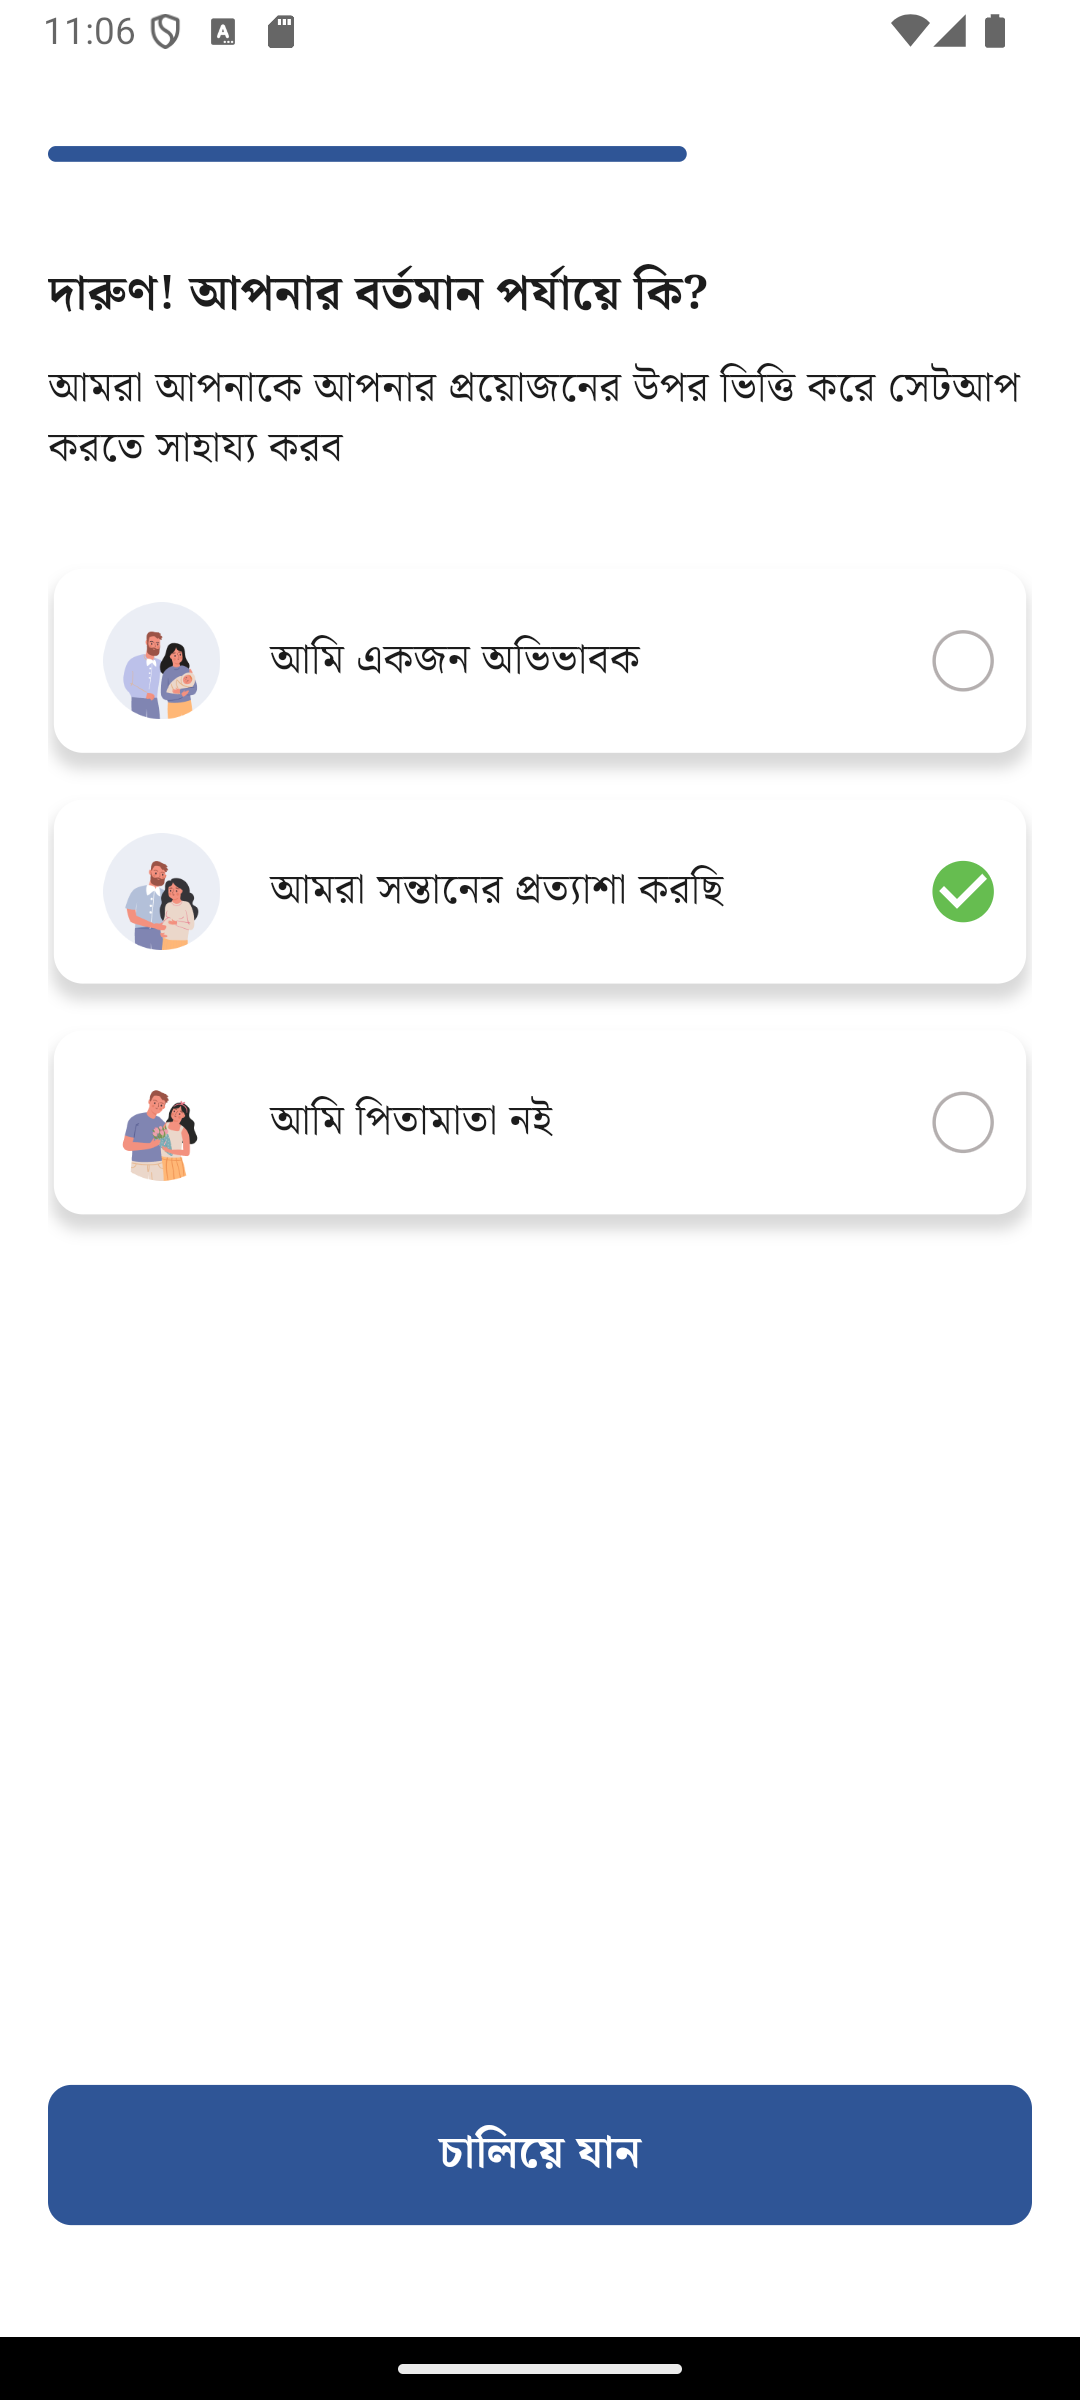 11:06
দারুণ! আপনার বর্তমান পর্যায়ে কি?
আমরা আপনাকে আপনার প্রয়োজনের উপর ভিত্তি করে সেটআপ
করতে সাহায্য করব
আমি একজন অভিভাবক
আমরা সন্তানের প্রত্যাশা করছি
আমি পিতামাতা নই
চালিয়ে যান